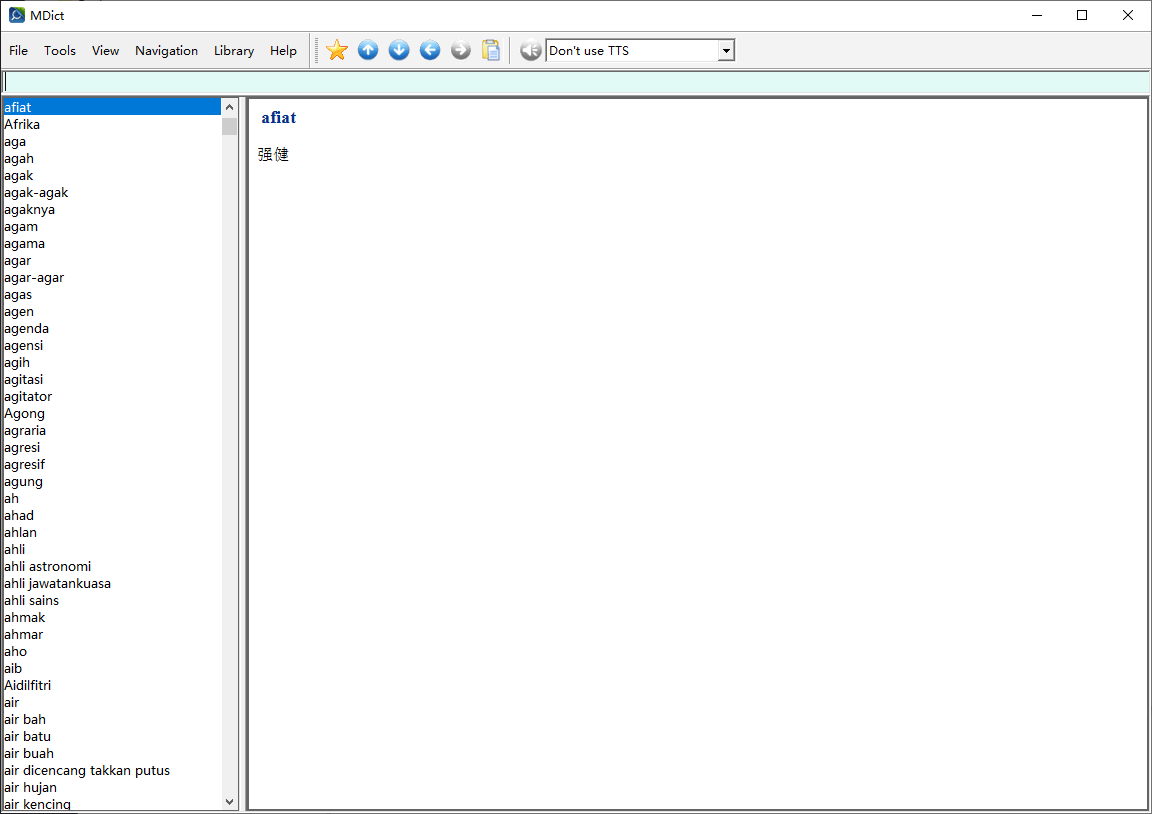 MDict
File Tools View Navigation Library Help Don't use TTS
afiat
Afrika
aga
agah
agak
agak-agak
agaknya
agam
agama
agar
agar-agar
agas
agen
agenda
agensi
agih
agitasi
agitator
Agong
agraria
agresi
agresif
agung
ah
ahad
ahlan
ahli
ahli astronomi
ahli jawatankuasa
ahli sains
ahmak
ahmar
aho
aib
Aidilfitri
air
air bah
air batu
air buah
air dicencang takkan putus
air hujan
air kencing
afiat
强健